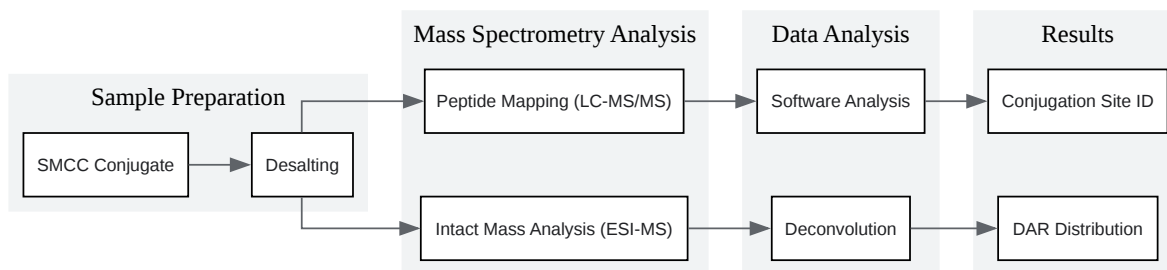 Mass Spectrometry Analysis
Data Analysis
Results
Sample Preparation
Peptide Mapping (LC-MS/MS)
Software Analysis
Conjugation Site ID
SMCC Conjugate
Desalting
Intact Mass Analysis (ESI-MS)
Deconvolution
DAR Distribution